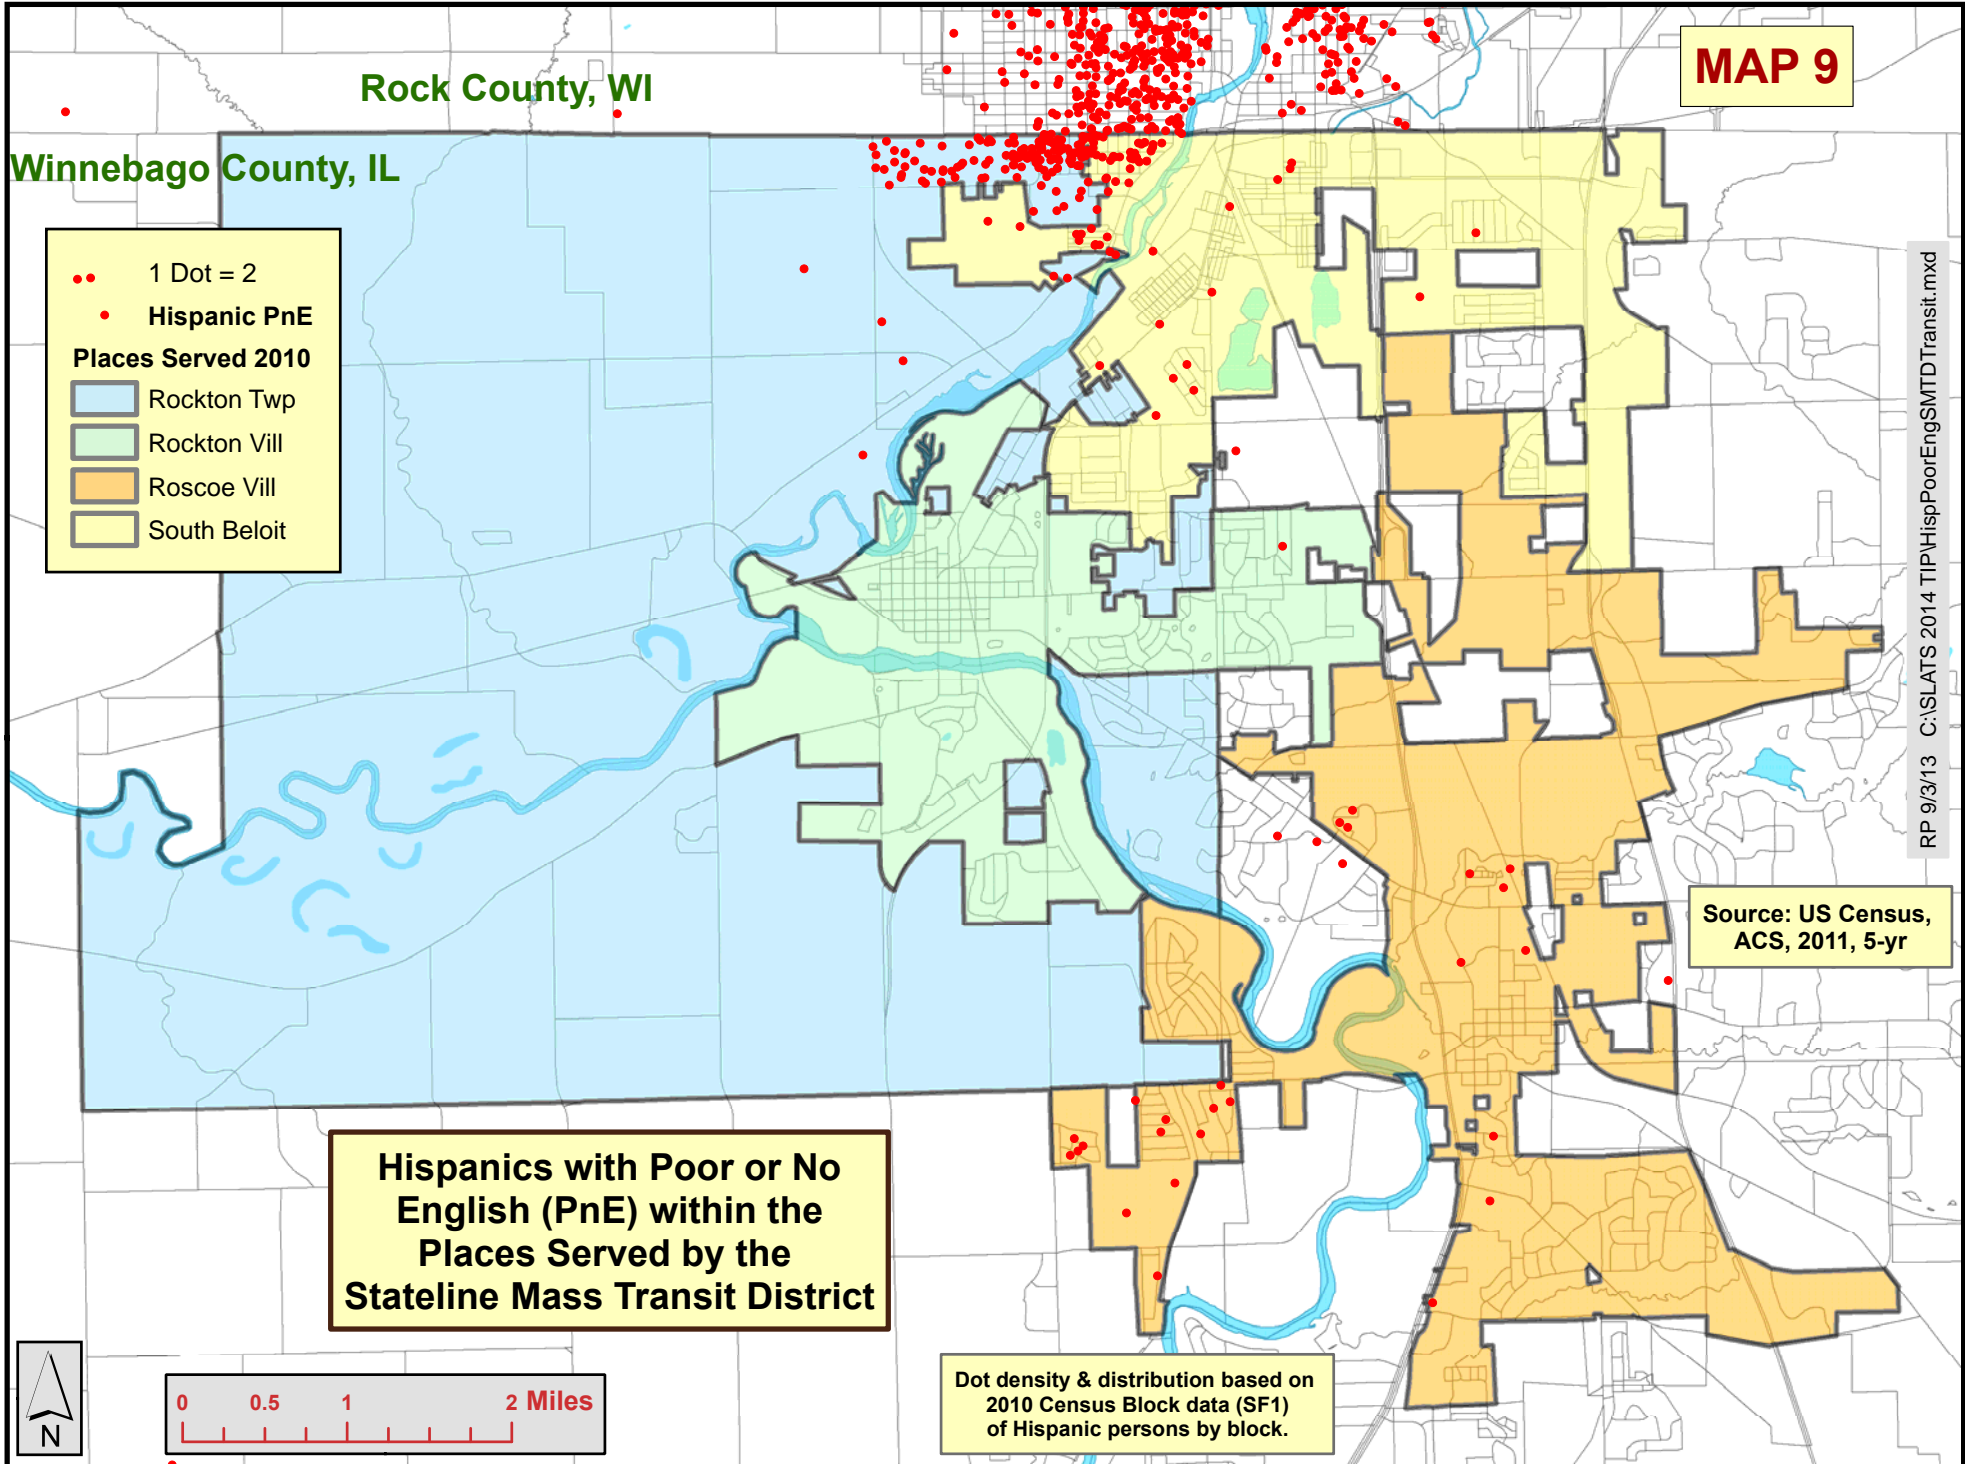 MAP 9
Rock County, WI
Winnebago County, IL
1 Dot = 2
Hispanic PnE
Places Served 2010
Rockton Twp
Rockton Vill
Roscoe Vill
South Beloit
RP 9/3/13 C:\SLATS 2014 TIP\HispPoorEngSMTDTransit.mxd
Source: US Census,
ACS, 2011, 5-yr
Hispanics with Poor or No
English (PnE) within the
Places Served by the
Stateline Mass Transit District
Dot density & distribution based on
2010 Census Block data (SF1)
of Hispanic persons by block.
N
0 0.5 1 2 Miles